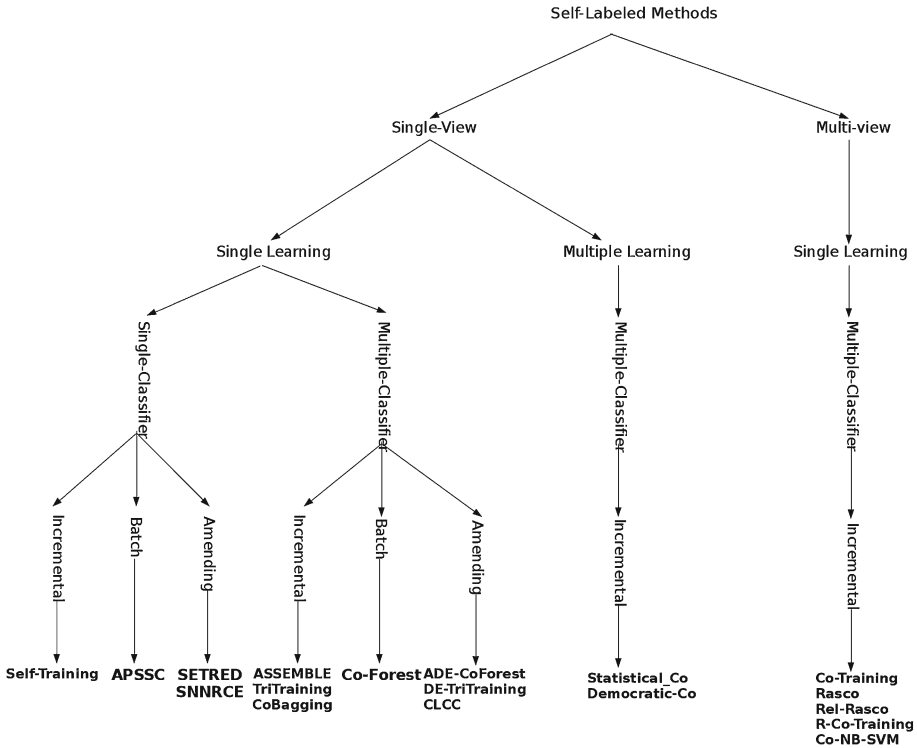 Self-Labeled Methods
Single-View
Multi-view
Single Learning
Multiple Learning
Single Learning
Single-Classifier
Multiple-Classifier
Multiple-Classifier
Multiple-Classifier
Incremental
Batch
Amending
Incremental
Batch
Amending
Incremental
Incremental
Self-Training
APSSC
SETRED
SNNRCE
ASSEMBLE
TriTraining
CoBagging
Co-Forest
ADE-CoForest
DE-TriTraining
CLCC
Statistical_Co
Democratic-Co
Co-Training
Rasco
Rel-Rasco
R-Co-Training
Co-NB-SVM